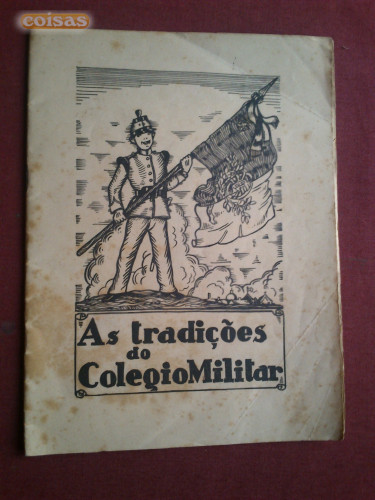 coisas
As tradições
do
Colegio Militar